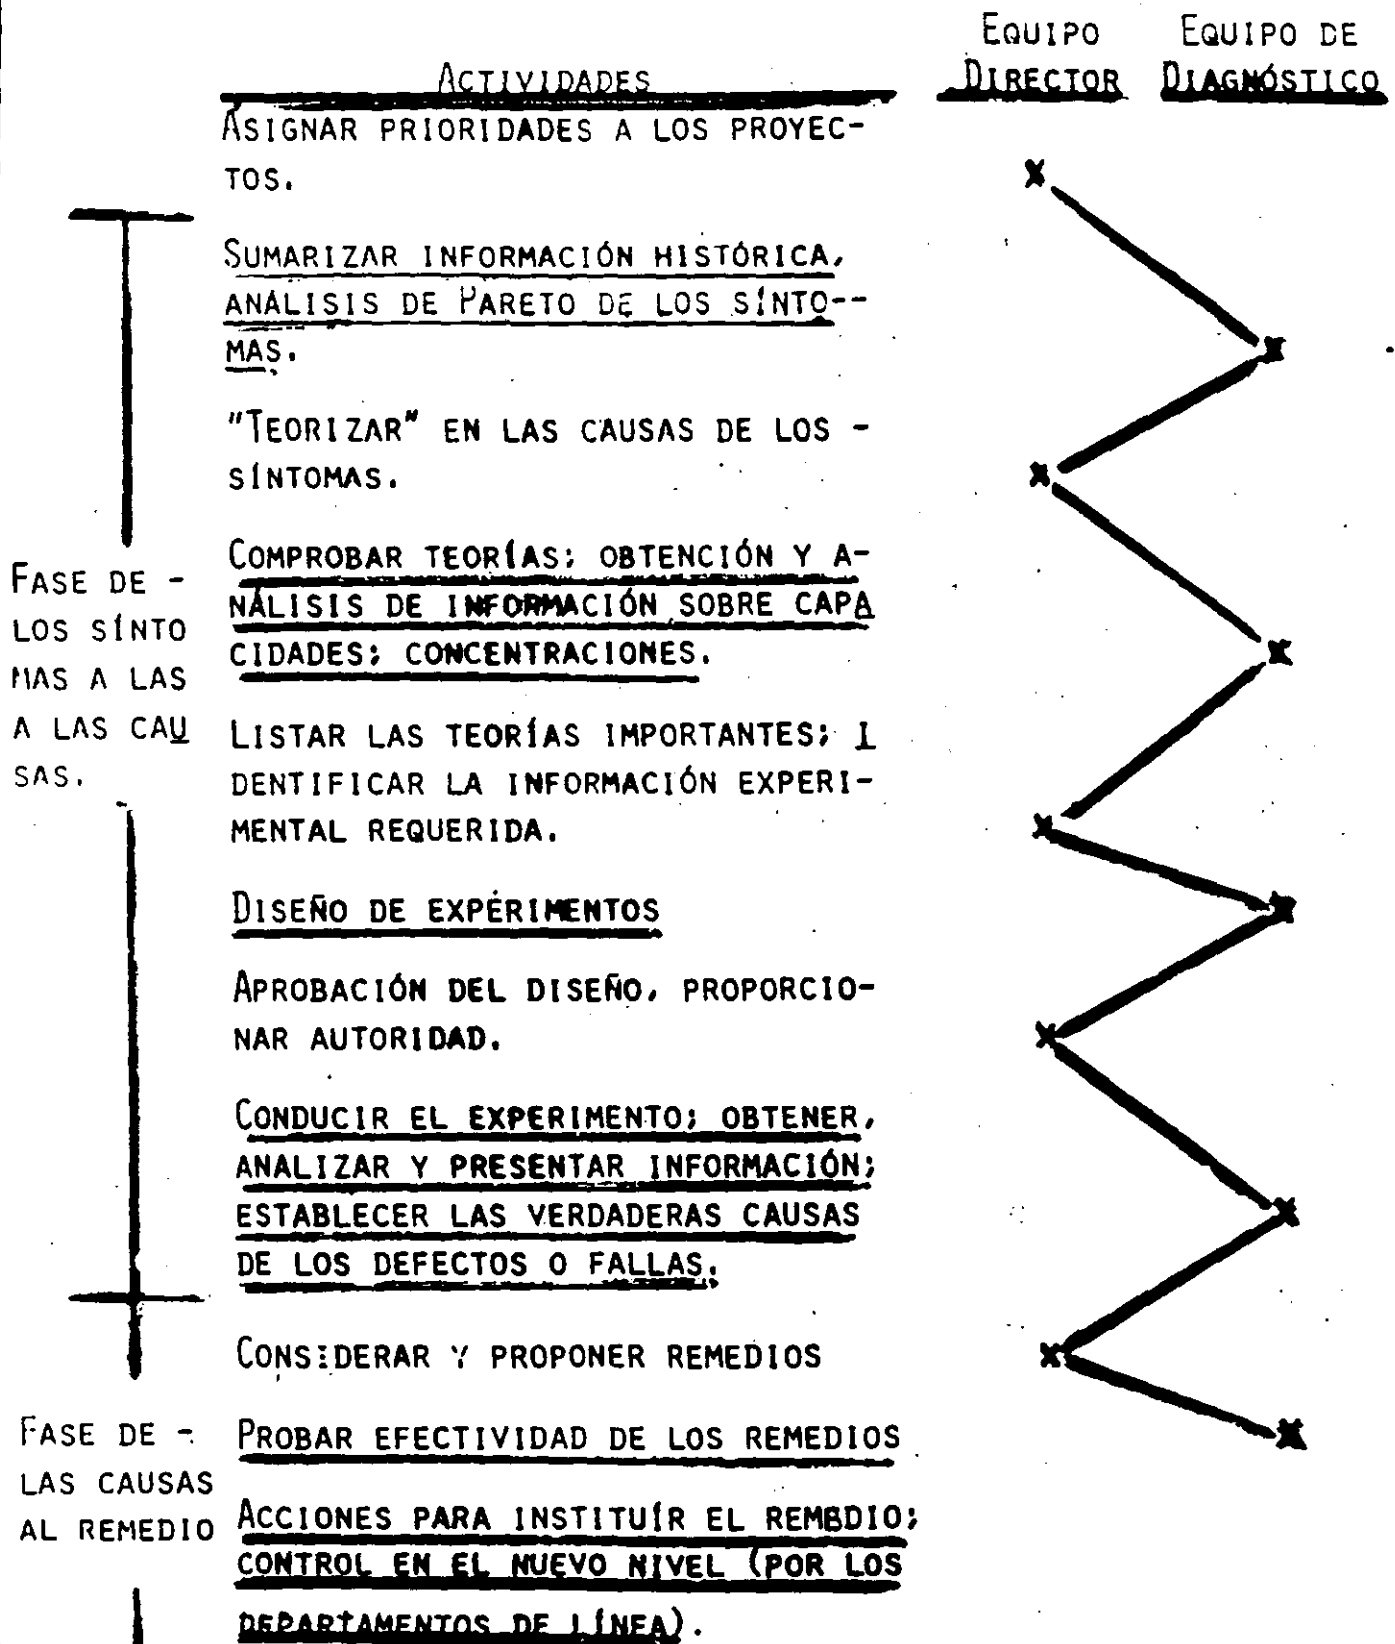 EQUIPO EQUIPO DE
ACTIVIDADES DIRECTOR DIAGNÓSTICO
ASIGNAR PRIORIDADES A LOS PROYEC-
TOS.
X
SUMARIZAR INFORMACIÓN HISTÓRICA,
ANÁLISIS DE PARETO DE LOS SÍNTO--
MAS.
X
"TEORIZAR" EN LAS CAUSAS DE LOS -
SÍNTOMAS.
X
FASE DE -
LOS SÍNTO
MAS A LAS
A LAS CAU
SAS.
COMPROBAR TEORÍAS; OBTENCIÓN Y A-
NÁLISIS DE INFORMACIÓN SOBRE CAPA
CIDADES; CONCENTRACIONES.
X
LISTAR LAS TEORÍAS IMPORTANTES; I
DENTIFICAR LA INFORMACIÓN EXPERI-
MENTAL REQUERIDA.
X
DISEÑO DE EXPERIMENTOS
X
APROBACIÓN DEL DISEÑO, PROPORCIO-
NAR AUTORIDAD.
X
CONDUCIR EL EXPERIMENTO; OBTENER,
ANALIZAR Y PRESENTAR INFORMACIÓN;
ESTABLECER LAS VERDADERAS CAUSAS
DE LOS DEFECTOS O FALLAS.
X
CONSIDERAR Y PROPONER REMEDIOS
X
FASE DE -
LAS CAUSAS
AL REMEDIO
PROBAR EFECTIVIDAD DE LOS REMEDIOS
X
ACCIONES PARA INSTITUÍR EL REMEDIO;
CONTROL EN EL NUEVO NIVEL (POR LOS
DEPARTAMENTOS DE LÍNEA).